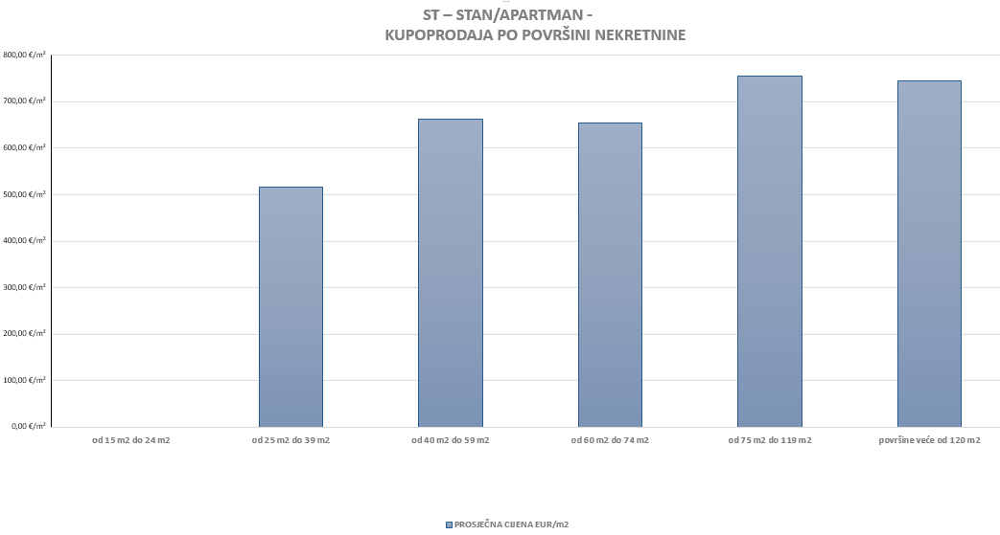 ST – STAN/APARTMAN -
KUPOPRODAJA PO POVRŠINI NEKRETNINE
800,00 €/m²
700,00 €/m²
600,00 €/m²
500,00 €/m²
400,00 €/m²
300,00 €/m²
200,00 €/m²
100,00 €/m²
0,00 €/m²
od 15 m2 do 24 m2 od 25 m2 do 39 m2 od 40 m2 do 59 m2 od 60 m2 do 74 m2 od 75 m2 do 119 m2 površine veće od 120 m2
PROSJEČNA CIJENA EUR/m2